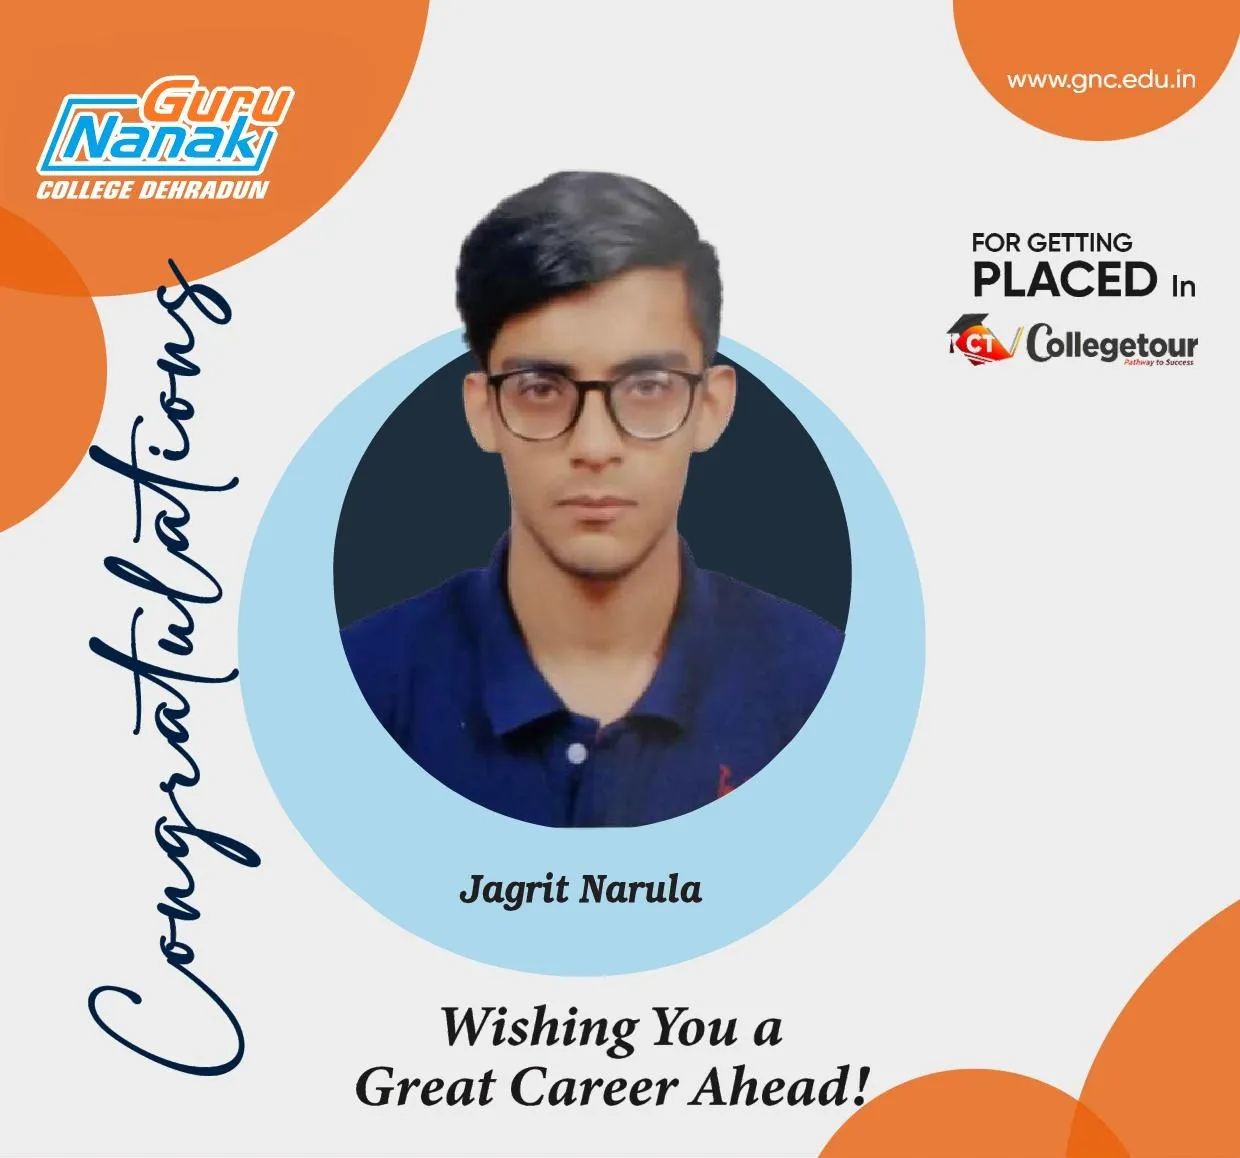 Guru
Nanak
COLLEGE DEHRADUN
www.gnc.edu.in
FOR GETTING
PLACED In
CT Collegetour
Pathway to Success
Congratulations
Jagrit Narula
Wishing You a
Great Career Ahead!